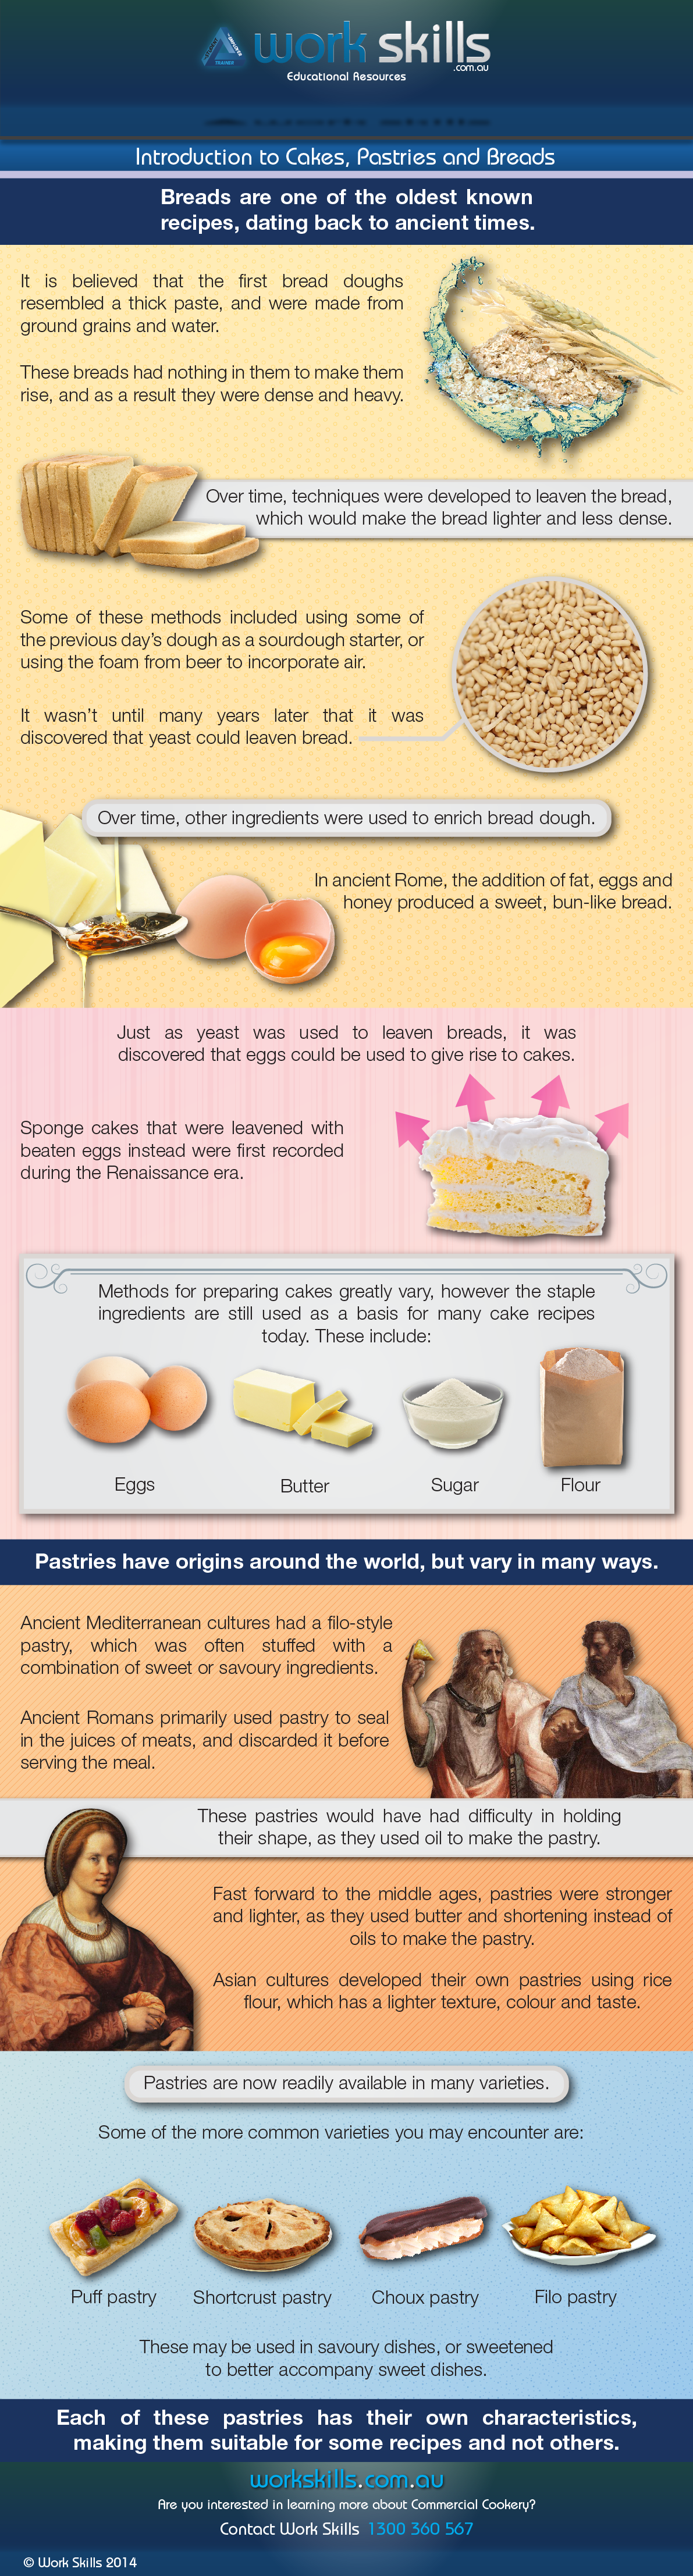 work skills
.com.au
TRAINER
Educational Resources
Introduction to Cakes, Pastries and Breads
Breads are one of the oldest known
recipes, dating back to ancient times.
It is believed that the first bread doughs
resembled a thick paste, and were made from
ground grains and water.
These breads had nothing in them to make them
rise, and as a result they were dense and heavy.
Over time, techniques were developed to leaven the bread,
which would make the bread lighter and less dense.
Some of these methods included using some of
the previous day's dough as a sourdough starter, or
using the foam from beer to incorporate air.
It wasn't until many years later that it was
discovered that yeast could leaven bread.
Over time, other ingredients were used to enrich bread dough.
In ancient Rome, the addition of fat, eggs and
honey produced a sweet, bun-like bread.
Just as yeast was used to leaven breads, it was
discovered that eggs could be used to give rise to cakes.
Sponge cakes that were leavened with
beaten eggs instead were first recorded
during the Renaissance era.
Methods for preparing cakes greatly vary, however the staple
ingredients are still used as a basis for many cake recipes
today. These include:
Eggs
Butter
Sugar
Flour
Pastries have origins around the world, but vary in many ways.
Ancient Mediterranean cultures had a filo-style
pastry, which was often stuffed with a
combination of sweet or savoury ingredients.
Ancient Romans primarily used pastry to seal
in the juices of meats, and discarded it before
serving the meal.
These pastries would have had difficulty in holding
their shape, as they used oil to make the pastry.
Fast forward to the middle ages, pastries were stronger
and lighter, as they used butter and shortening instead of
oils to make the pastry.
Asian cultures developed their own pastries using rice
flour, which has a lighter texture, colour and taste.
Pastries are now readily available in many varieties.
Some of the more common varieties you may encounter are:
Puff pastry
Shortcrust pastry
Choux pastry
Filo pastry
These may be used in savoury dishes, or sweetened
to better accompany sweet dishes.
Each of these pastries has their own characteristics,
making them suitable for some recipes and not others.
workskills.com.au
Are you interested in learning more about Commercial Cookery?
Contact Work Skills 1300 360 567
© Work Skills 2014